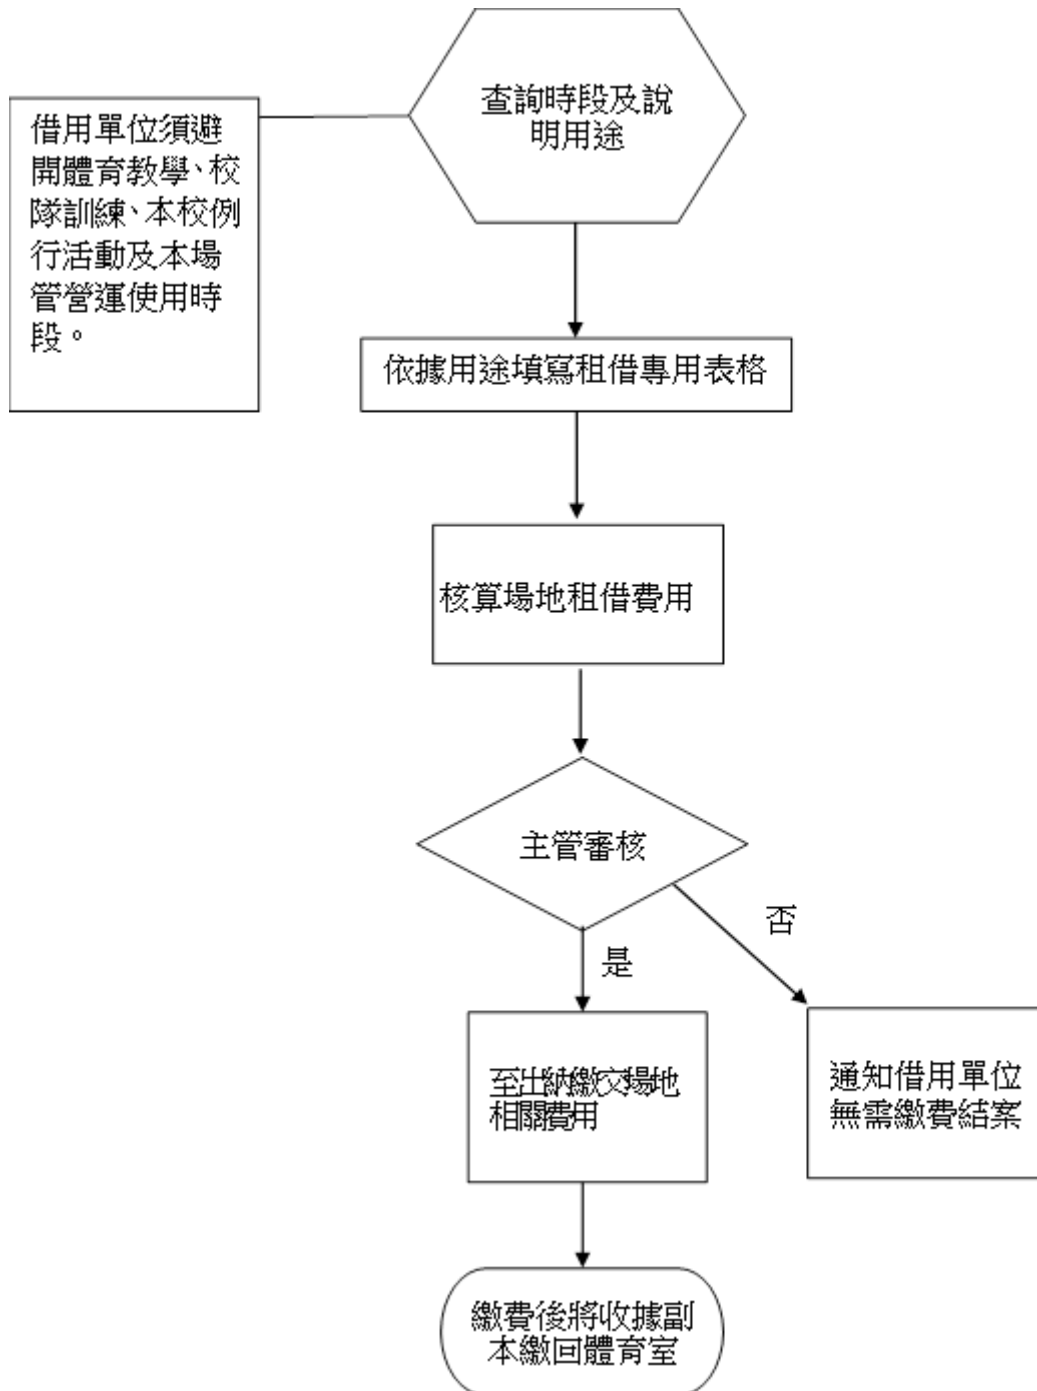 查詢時段及說
明用途
借用單位須避
開體育教學、校
隊訓練、本校例
行活動及本場
管營運使用時
段。
依據用途填寫租借專用表格
核算場地租借費用
主管審核
否
是
至出納繳交場地
相關費用
通知借用單位
無需繳費結案
繳費後將收據副
本繳回體育室